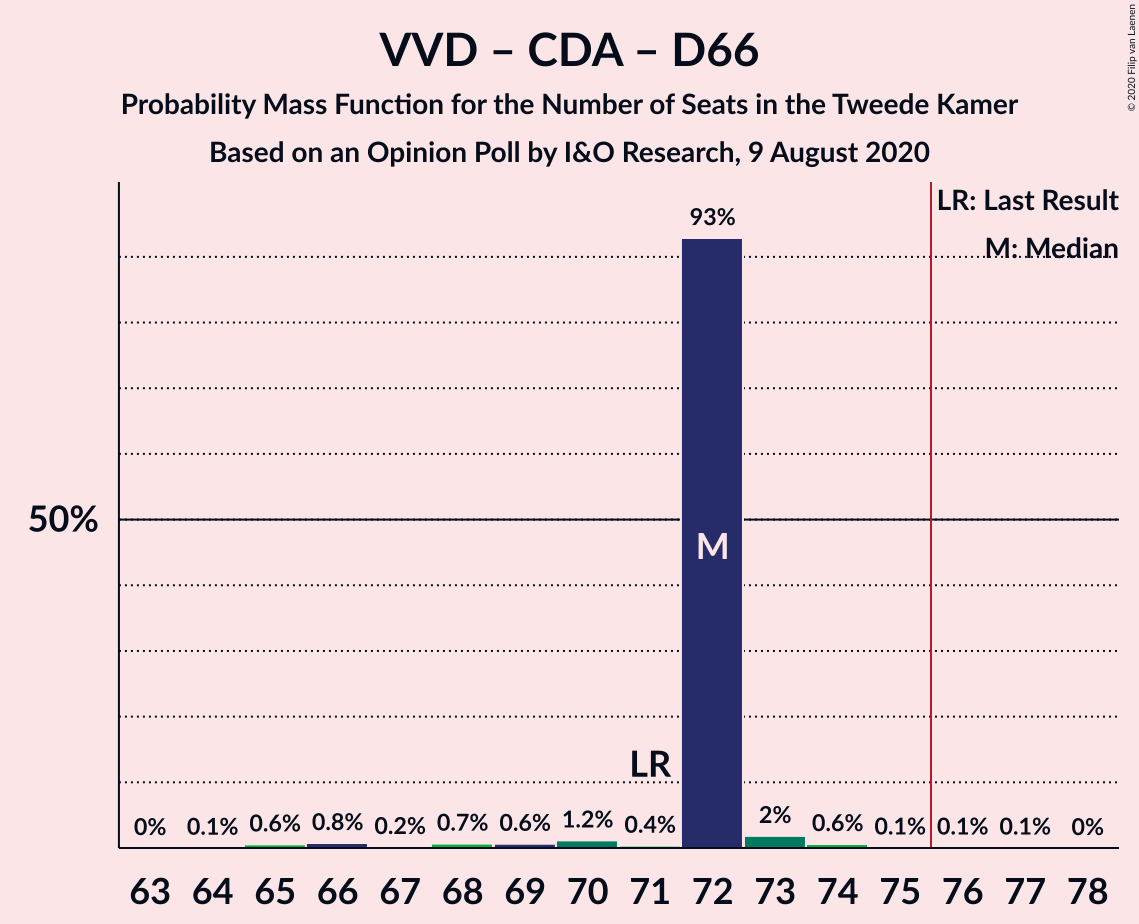 VVD – CDA – D66
Probability Mass Function for the Number of Seats in the Tweede Kamer
Based on an Opinion Poll by I&O Research, 9 August 2020
© 2020 Filip van Laenen
LR: Last Result
M: Median
93%
50%
M
LR
0% 0.1% 0.6% 0.8% 0.2% 0.7% 0.6% 1.2% 0.4% 2% 0.6% 0.1% 0.1% 0.1% 0%
63 64 65 66 67 68 69 70 71 72 73 74 75 76 77 78